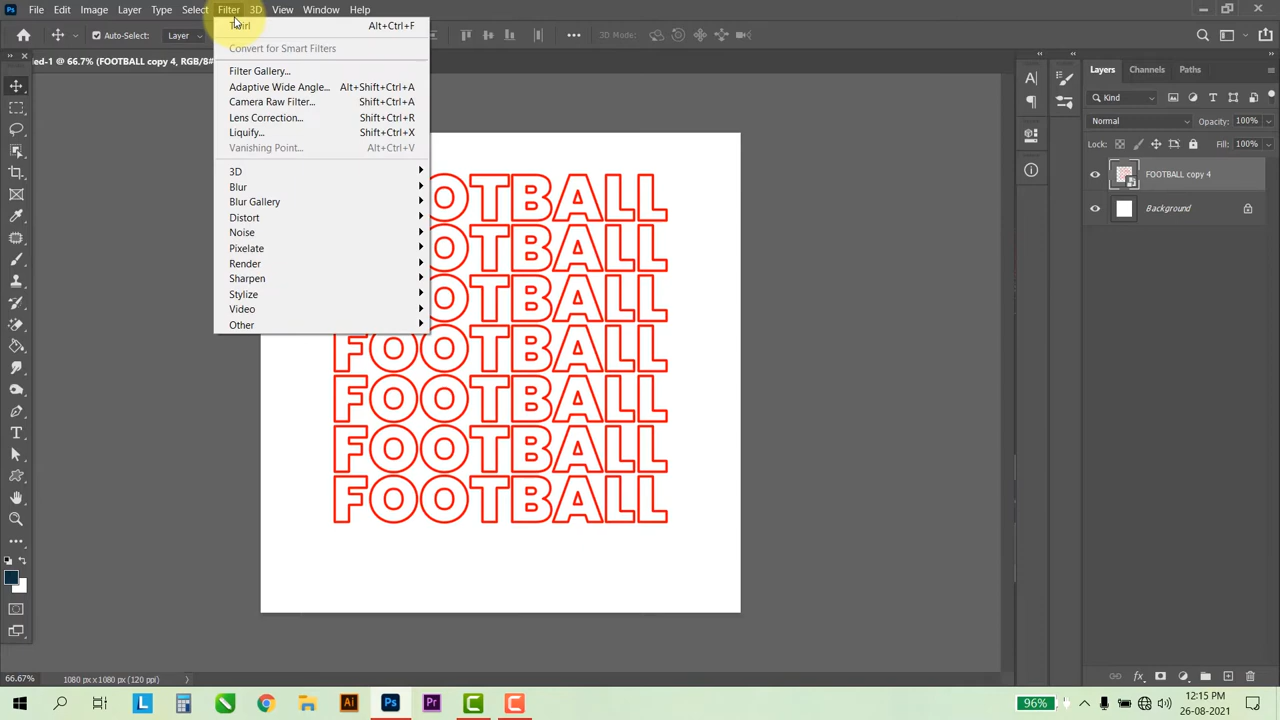 Ps File Edit Image Layer Type Select Filter 3D View Window Help
Auto-Select: Layer 3D Mode:
ed-1 @ 66.7% (FOOTBALL copy 4, RGB/8#
Twirl Alt+Ctrl+F
Convert for Smart Filters
Filter Gallery...
Adaptive Wide Angle... Alt+Shift+Ctrl+A
Camera Raw Filter... Shift+Ctrl+A
Lens Correction... Shift+Ctrl+R
Liquify... Shift+Ctrl+X
Vanishing Point... Alt+Ctrl+V
3D
Blur
Blur Gallery
Distort
Noise
Pixelate
Render
Sharpen
Stylize
Video
Other
OOTBALL
OOTBALL
OOTBALL
FOOTBALL
FOOTBALL
FOOTBALL
FOOTBALL
Layers Channels Paths
Kind
Normal Opacity: 100%
Lock: Fill: 100%
FOOTBALL copy 4
Background
66.67% 1080 px x 1080 px (120 ppi)
L Ai Ps Pr C C
96% 12:15 PM
26-08-2021